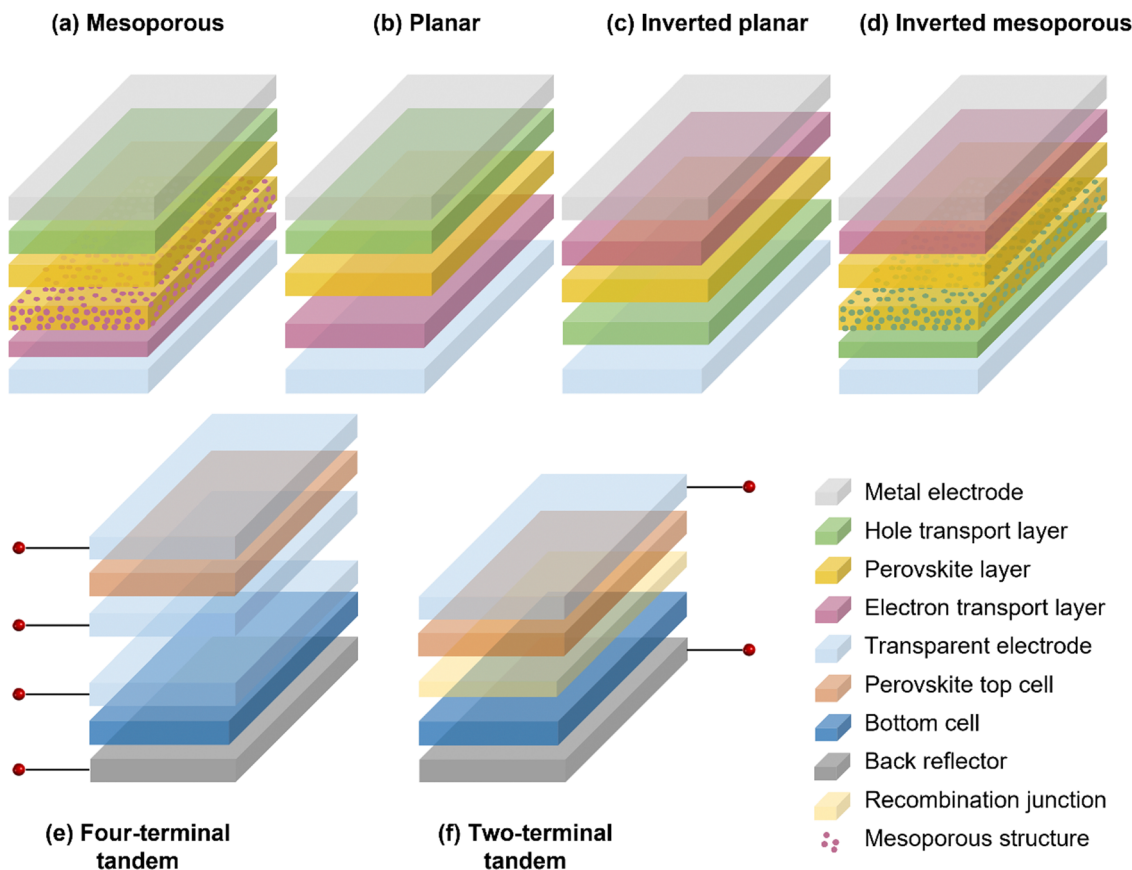 (a) Mesoporous
(b) Planar
(c) Inverted planar
(d) Inverted mesoporous
Metal electrode
Hole transport layer
Perovskite layer
Electron transport layer
Transparent electrode
Perovskite top cell
Bottom cell
Back reflector
Recombination junction
Mesoporous structure
(e) Four-terminal
tandem
(f) Two-terminal
tandem